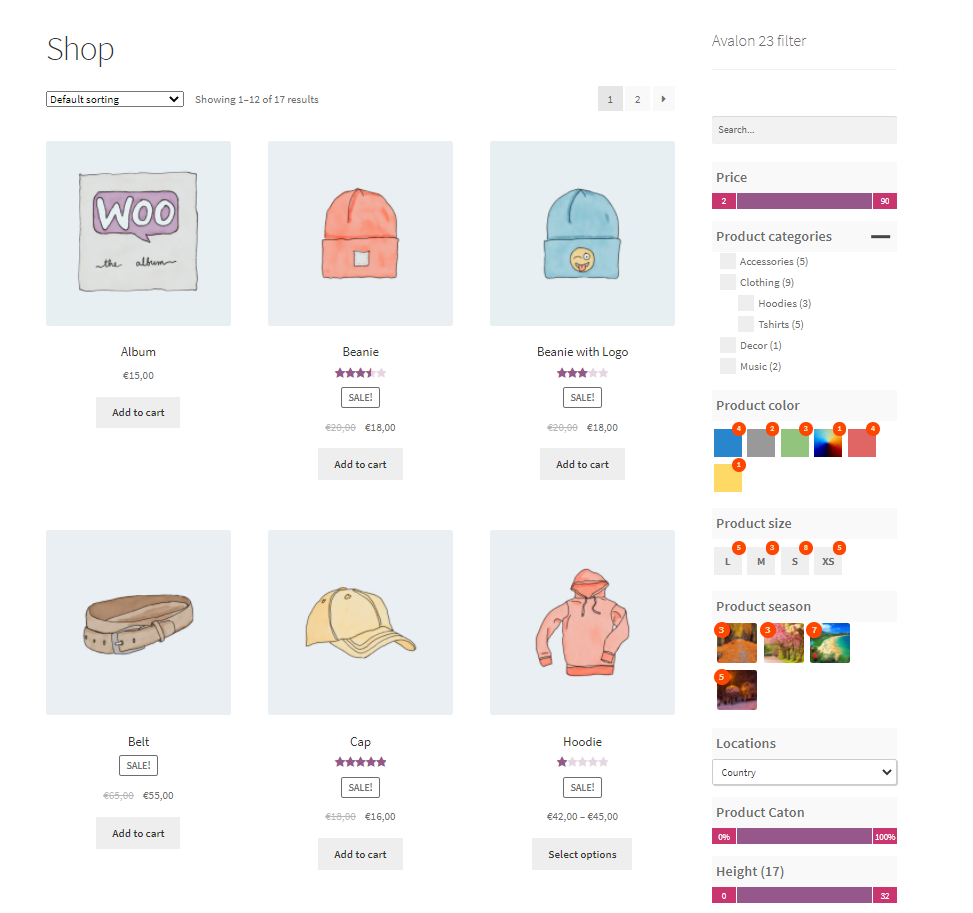 Shop
Default sorting
Showing 1–12 of 17 results
1
2
WOO
the album
Album
€15,00
Add to cart
Beanie
SALE!
€20,00 €18,00
Add to cart
Beanie with Logo
SALE!
€20,00 €18,00
Add to cart
Belt
SALE!
€65,00 €55,00
Add to cart
Cap
SALE!
€18,00 €16,00
Add to cart
Hoodie
SALE!
€42,00 – €45,00
Select options
Avalon 23 filter
Search...
Price
2
90
Product categories
Accessories (5)
Clothing (9)
Hoodies (3)
Tshirts (5)
Decor (1)
Music (2)
Product color
4
2
3
1
4
1
Product size
5
3
8
5
L
M
S
XS
Product season
3
3
7
5
Locations
Country
Product Caton
0%
100%
Height (17)
0
32